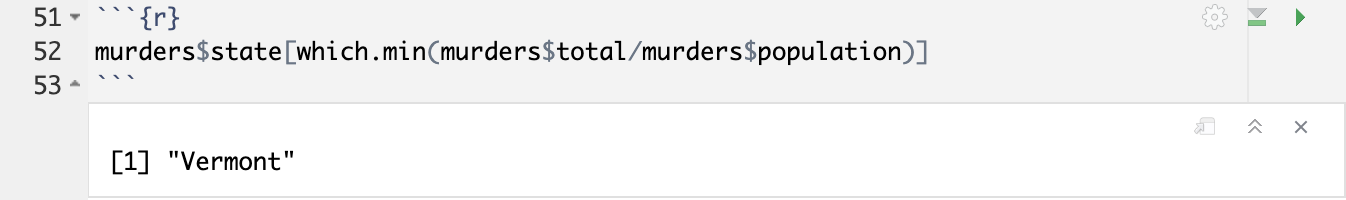 51 ```{r}
52 murders$state[which.min(murders$total/murders$population)]
53 ```
[1] "Vermont"